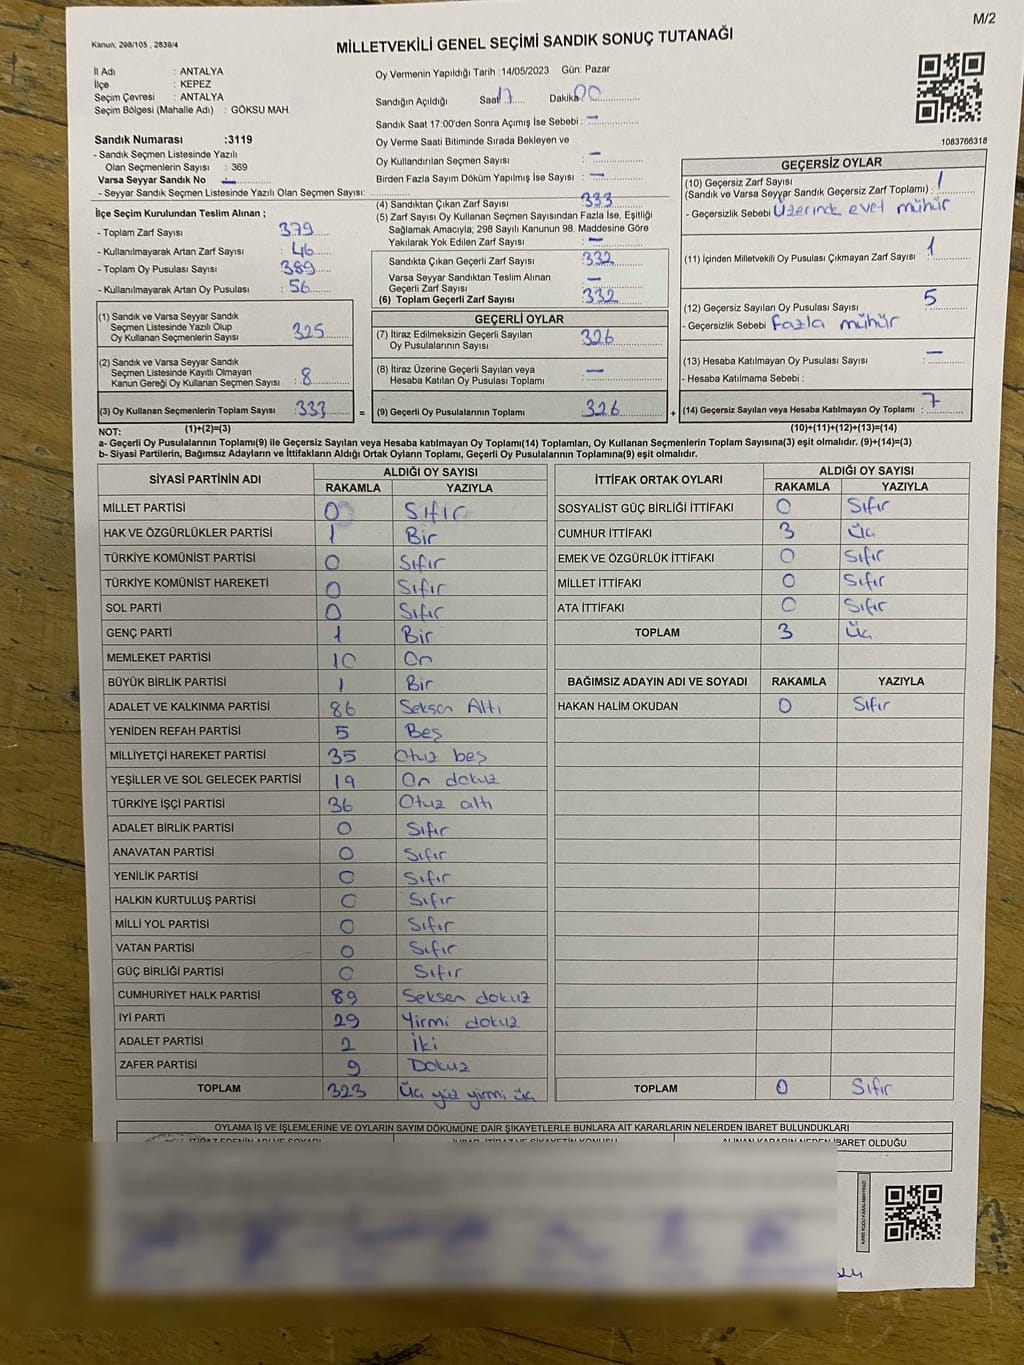 M/2
Kanun: 298/105 , 2839/4
MİLLETVEKİLİ GENEL SEÇİMİ SANDIK SONUÇ TUTANAĞI
İl Adı : ANTALYA
İlçe : KEPEZ
Seçim Çevresi : ANTALYA
Seçim Bölgesi (Mahalle Adı) : GÖKSU MAH.
Sandık Numarası :3119
- Sandık Seçmen Listesinde Yazılı
Olan Seçmenlerin Sayısı : 369
Varsa Seyyar Sandık No : –
- Seyyar Sandık Seçmen Listesinde Yazılı Olan Seçmen Sayısı:
Oy Vermenin Yapıldığı Tarih :14/05/2023 Gün: Pazar
Sandığın Açıldığı Saat 17 Dakika 00
Sandık Saat 17:00'den Sonra Açımış İse Sebebi : –
Oy Verme Saati Bitiminde Sırada Bekleyen ve
Oy Kullandırılan Seçmen Sayısı : –
Birden Fazla Sayım Döküm Yapılmış İse Sayısı : –
1083766318
İlçe Seçim Kurulundan Teslim Alınan ;
- Toplam Zarf Sayısı : 379
- Kullanılmayarak Artan Zarf Sayısı : 46
- Toplam Oy Pusulası Sayısı : 389
- Kullanılmayarak Artan Oy Pusulası : 56
(1) Sandık ve Varsa Seyyar Sandık
Seçmen Listesinde Yazılı Olup
Oy Kullanan Seçmenlerin Sayısı : 325
(2) Sandık ve Varsa Seyyar Sandık
Seçmen Listesinde Kayıtlı Olmayan
Kanun Gereği Oy Kullanan Seçmen Sayısı : 8
(3) Oy Kullanan Seçmenlerin Toplam Sayısı : 333
(1)+(2)=(3)
(4) Sandıktan Çıkan Zarf Sayısı : 333
(5) Zarf Sayısı Oy Kullanan Seçmen Sayısından Fazla İse, Eşitliği
Sağlamak Amacıyla; 298 Sayılı Kanunun 98. Maddesine Göre
Yakılarak Yok Edilen Zarf Sayısı : –
Sandıkta Çıkan Geçerli Zarf Sayısı : 332
Varsa Seyyar Sandıktan Teslim Alınan
Geçerli Zarf Sayısı : –
(6) Toplam Geçerli Zarf Sayısı : 332
GEÇERLİ OYLAR
(7) İtiraz Edilmeksizin Geçerli Sayılan
Oy Pusulalarının Sayısı : 326
(8) İtiraz Üzerine Geçerli Sayılan veya
Hesaba Katılan Oy Pusulası Toplamı : –
= (9) Geçerli Oy Pusulalarının Toplamı : 326
GEÇERSİZ OYLAR
(10) Geçersiz Zarf Sayısı
(Sandık ve Varsa Seyyar Sandık Geçersiz Zarf Toplamı) : 1
- Geçersizlik Sebebi : Üzerinde evet mühür
(11) İçinden Milletvekili Oy Pusulası Çıkmayan Zarf Sayısı : 1
(12) Geçersiz Sayılan Oy Pusulası Sayısı : 5
- Geçersizlik Sebebi : Fazla mühür
(13) Hesaba Katılmayan Oy Pusulası Sayısı : –
- Hesaba Katılmama Sebebi :
+ (14) Geçersiz Sayılan veya Hesaba Katılmayan Oy Toplamı : 7
(10)+(11)+(12)+(13)=(14)
NOT:
a- Geçerli Oy Pusulalarının Toplamı(9) ile Geçersiz Sayılan veya Hesaba katılmayan Oy Toplamı(14) Toplamları, Oy Kullanan Seçmenlerin Toplam Sayısına(3) eşit olmalıdır. (9)+(14)=(3)
b- Siyasi Partilerin, Bağımsız Adayların ve İttifakların Aldığı Ortak Oyların Toplamı, Geçerli Oy Pusulalarının Toplamına(9) eşit olmalıdır.
SİYASİ PARTİNİN ADI ALDIĞI OY SAYISI
RAKAMLA YAZIYLA
MİLLET PARTİSİ 0 Sıfır
HAK VE ÖZGÜRLÜKLER PARTİSİ 1 Bir
TÜRKİYE KOMÜNİST PARTİSİ 0 Sıfır
TÜRKİYE KOMÜNİST HAREKETİ 0 Sıfır
SOL PARTİ 0 Sıfır
GENÇ PARTİ 1 Bir
MEMLEKET PARTİSİ 10 On
BÜYÜK BİRLİK PARTİSİ 1 Bir
ADALET VE KALKINMA PARTİSİ 86 Seksen Altı
YENİDEN REFAH PARTİSİ 5 Beş
MİLLİYETÇİ HAREKET PARTİSİ 35 Otuz beş
YEŞİLLER VE SOL GELECEK PARTİSİ 19 On dokuz
TÜRKİYE İŞÇİ PARTİSİ 36 Otuz altı
ADALET BİRLİK PARTİSİ 0 Sıfır
ANAVATAN PARTİSİ 0 Sıfır
YENİLİK PARTİSİ 0 Sıfır
HALKIN KURTULUŞ PARTİSİ 0 Sıfır
MİLLİ YOL PARTİSİ 0 Sıfır
VATAN PARTİSİ 0 Sıfır
GÜÇ BİRLİĞİ PARTİSİ 0 Sıfır
CUMHURİYET HALK PARTİSİ 89 Seksen dokuz
İYİ PARTİ 29 Yirmi dokuz
ADALET PARTİSİ 2 İki
ZAFER PARTİSİ 9 Dokuz
TOPLAM 323 Üç yüz yirmi üç
İTTİFAK ORTAK OYLARI ALDIĞI OY SAYISI
RAKAMLA YAZIYLA
SOSYALİST GÜÇ BİRLİĞİ İTTİFAKI 0 Sıfır
CUMHUR İTTİFAKI 3 Üç
EMEK VE ÖZGÜRLÜK İTTİFAKI 0 Sıfır
MİLLET İTTİFAKI 0 Sıfır
ATA İTTİFAKI 0 Sıfır
TOPLAM 3 Üç
BAĞIMSIZ ADAYIN ADI VE SOYADI RAKAMLA YAZIYLA
HAKAN HALİM OKUDAN 0 Sıfır
TOPLAM 0 Sıfır
OYLAMA İŞ VE İŞLEMLERİNE VE OYLARIN SAYIM DÖKÜMÜNE DAİR ŞİKAYETLERLE BUNLARA AİT KARARLARIN NELERDEN İBARET BULUNDUKLARI
İTİRAZ EDENİN ADI VE SOYADI ALINAN KARARIN NEDEN İBARET OLDUĞU